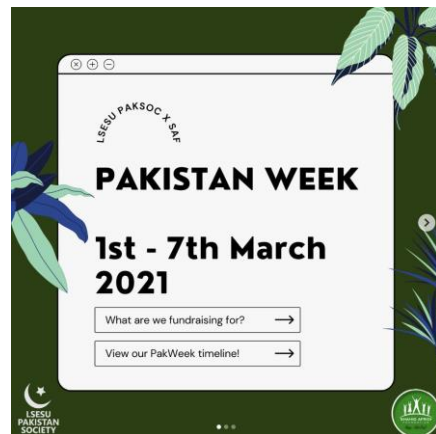 LSESU PAKSOC X SAF
PAKISTAN WEEK
1st - 7th March
2021
What are we fundraising for?
View our PakWeek timeline!
LSESU
PAKISTAN
SOCIETY